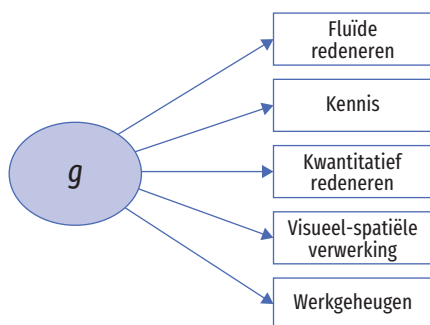 Fluïde
redeneren
Kennis
g
Kwantitatief
redeneren
Visueel-spatiële
verwerking
Werkgeheugen